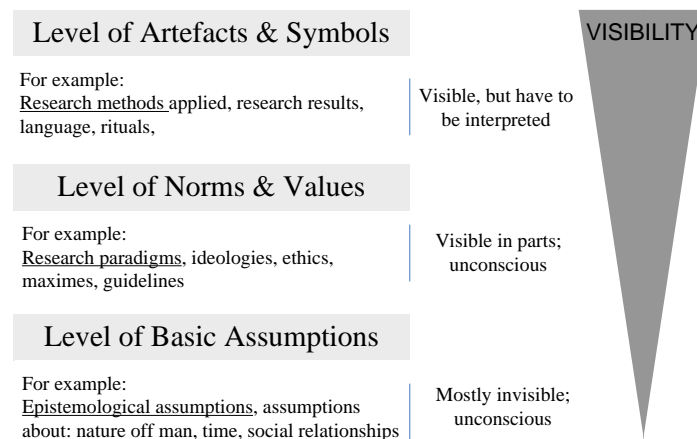 Level of Artefacts & Symbols
VISIBILITY
For example:
Research methods applied, research results,
language, rituals,
Visible, but have to
be interpreted
Level of Norms & Values
For example:
Research paradigms, ideologies, ethics,
maximes, guidelines
Visible in parts;
unconscious
Level of Basic Assumptions
For example:
Epistemological assumptions, assumptions
about: nature off man, time, social relationships
Mostly invisible;
unconscious